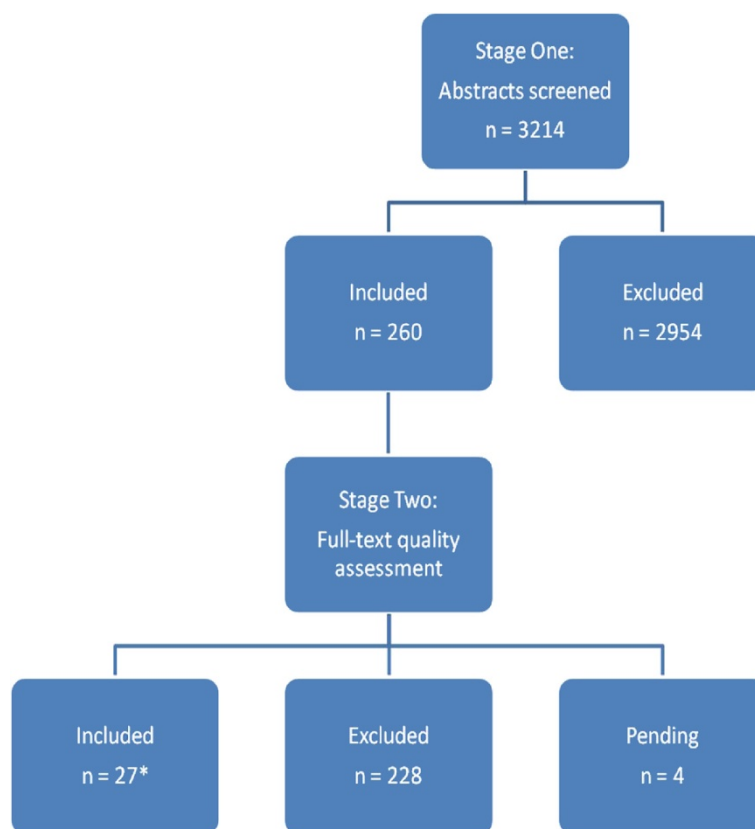 Stage One:
Abstracts screened
n = 3214
Included
n = 260
Excluded
n = 2954
Stage Two:
Full-text quality
assessment
Included
n = 27*
Excluded
n = 228
Pending
n = 4